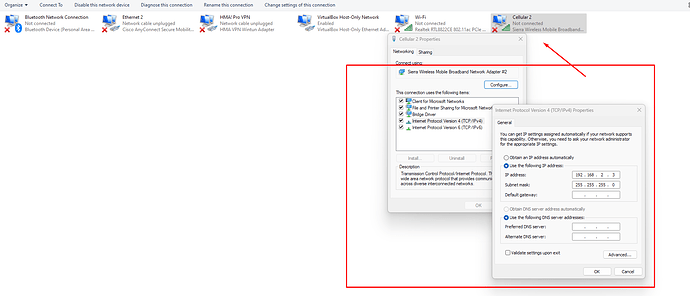 Organize ▾ Connect To Disable this network device Diagnose this connection Rename this connection Change settings of this connection
Bluetooth Network Connection
Not connected
Bluetooth Device (Personal Area ...
Ethernet 2
Network cable unplugged
Cisco AnyConnect Secure Mobility...
HMA! Pro VPN
Network cable unplugged
HMA VPN Wintun Adapter
VirtualBox Host-Only Network
Enabled
VirtualBox Host-Only Ethernet Ad...
Wi-Fi
Not connected
Realtek RTL8822CE 802.11ac PCIe ...
Cellular 2
Not connected
Sierra Wireless Mobile Broadband...
Cellular 2 Properties
Networking Sharing
Connect using:
Sierra Wireless Mobile Broadband Network Adapter #2
Configure...
This connection uses the following items:
Client for Microsoft Networks
File and Printer Sharing for Microsoft Network
Bridge Driver
Internet Protocol Version 4 (TCP/IPv4)
Internet Protocol Version 6 (TCP/IPv6)
Install... Uninstall
Description
Transmission Control Protocol/Internet Protocol. Th
wide area network protocol that provides commun
across diverse interconnected networks
OK
Internet Protocol Version 4 (TCP/IPv4) Properties
General
You can get IP settings assigned automatically if your network supports
this capability. Otherwise, you need to ask your network administrator
for the appropriate IP settings.
Obtain an IP address automatically
Use the following IP address:
IP address: 192 . 168 . 2 . 3
Subnet mask: 255 . 255 . 255 . 0
Default gateway: . . .
Obtain DNS server address automatically
Use the following DNS server addresses:
Preferred DNS server: . . .
Alternate DNS server: . . .
Validate settings upon exit
Advanced...
OK Cancel